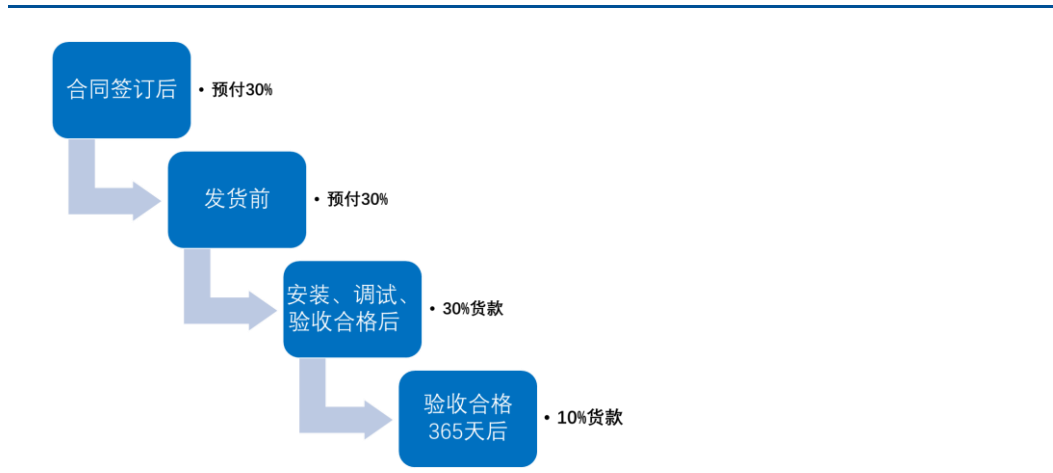 合同签订后
• 预付30%
发货前
• 预付30%
安装、调试、
验收合格后
• 30%货款
验收合格
365天后
• 10%货款